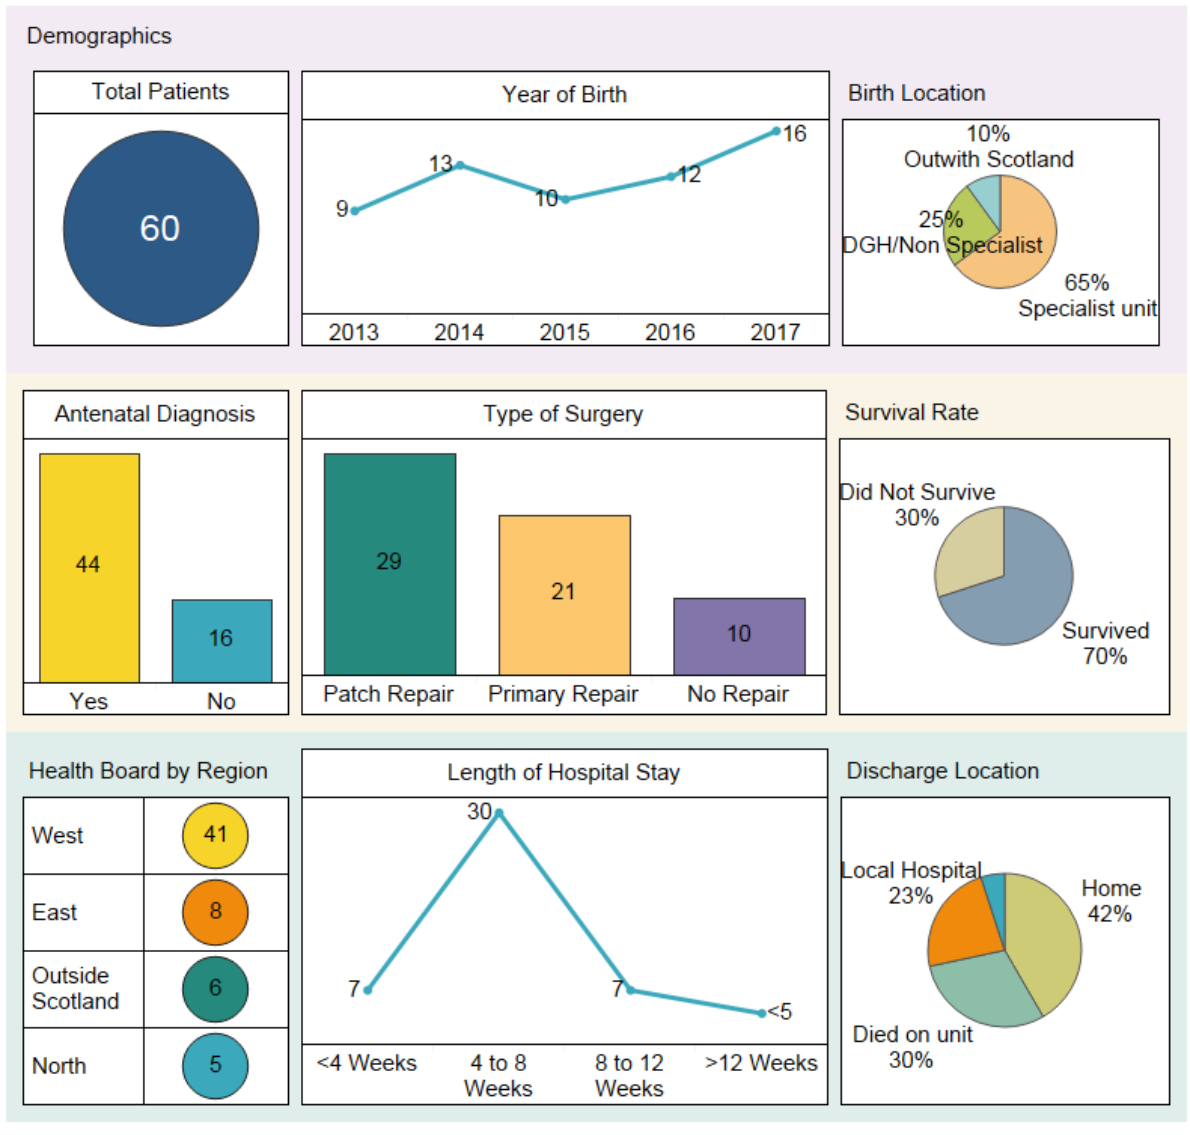 Demographics
Total Patients
60
Year of Birth
9
13
10
12
16
2013 2014 2015 2016 2017
Birth Location
10%
Outwith Scotland
25%
DGH/Non Specialist
65%
Specialist unit
Antenatal Diagnosis
44
16
Yes No
Type of Surgery
29
21
10
Patch Repair Primary Repair No Repair
Survival Rate
Did Not Survive
30%
Survived
70%
Health Board by Region
West 41
East 8
Outside
Scotland
6
North 5
Length of Hospital Stay
7
30
7
<5
<4 Weeks
4 to 8
Weeks
8 to 12
Weeks
>12 Weeks
Discharge Location
Local Hospital
23%
Home
42%
Died on unit
30%